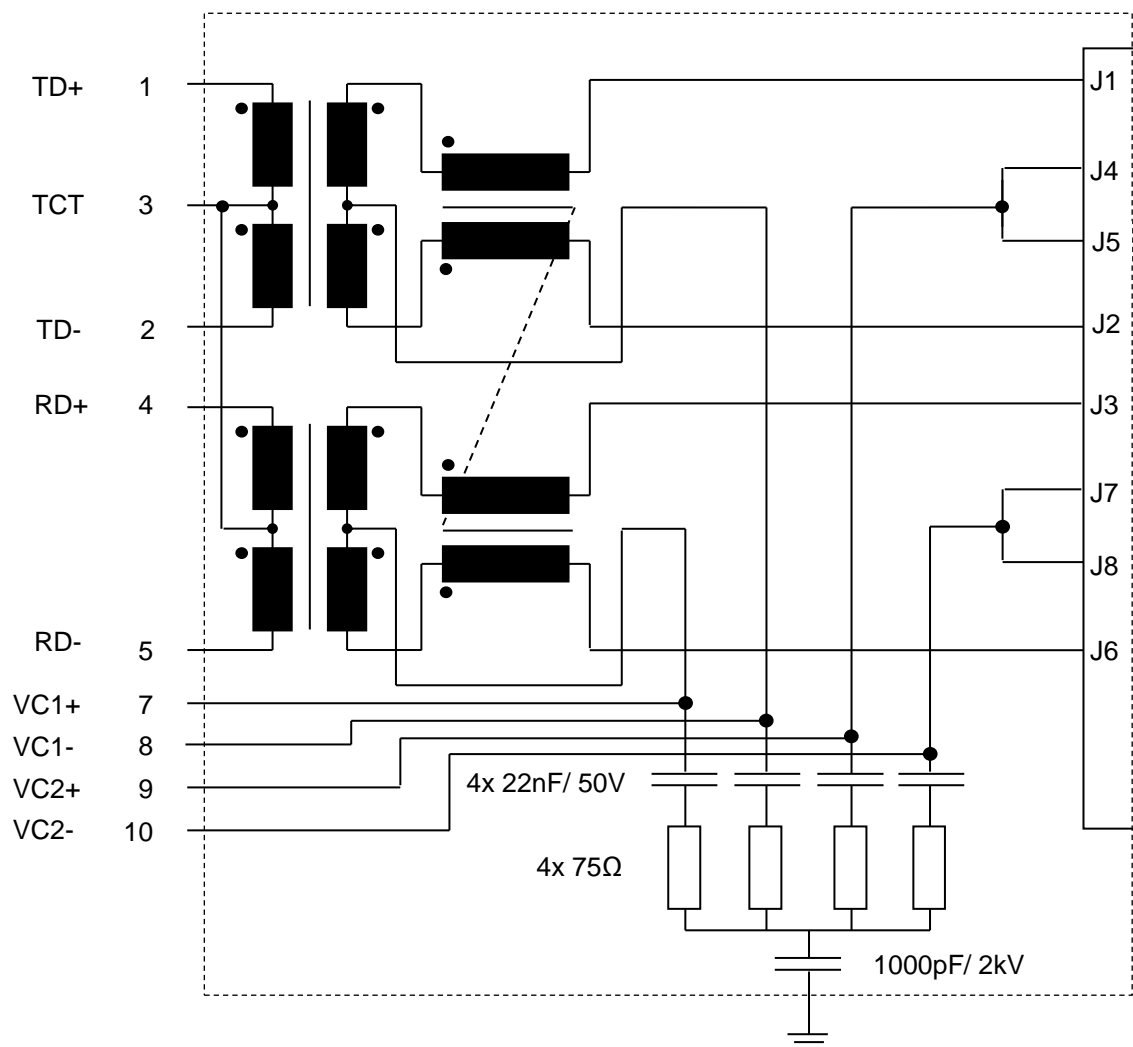 TD+ 1
TCT 3
TD- 2
RD+ 4
RD- 5
VC1+ 7
VC1- 8
VC2+ 9
VC2- 10
J1
J4
J5
J2
J3
J7
J8
J6
4x 22nF/ 50V
4x 75Ω
1000pF/ 2kV